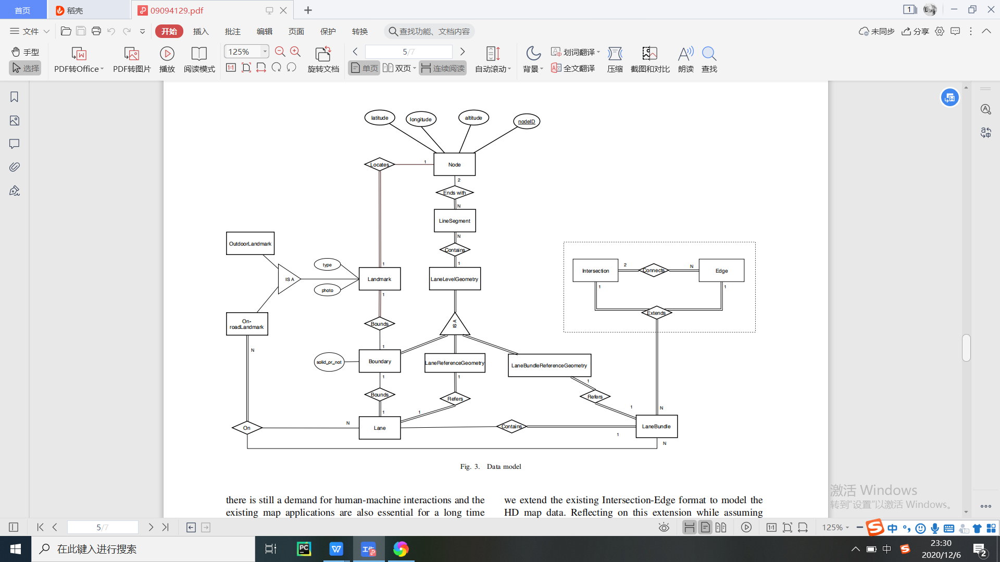 首页
稻壳
09094129.pdf
1
文件
开始
插入
批注
编辑
页面
保护
转换
查找功能、文档内容
未同步
分享
手型
选择
PDF转Office
PDF转图片
播放
阅读模式
125%
1:1
旋转文档
5/7
单页
双页
连续阅读
自动滚动
背景
划词翻译
全文翻译
压缩
截图和对比
朗读
查找
latitude
longitude
altitude
nodeID
Locates
1
Node
2
Ends with
N
LineSegment
N
Contains
1
OutdoorLandmark
type
IS A
photo
1
Landmark
1
LaneLevelGeometry
Intersection
2
Connects
N
Edge
1
1
Extends
On-
roadLandmark
N
Bounds
1
IS A
solid_or_not
Boundary
1
LaneReferenceGeometry
1
LaneBundleReferenceGeometry
1
Bounds
1
Refers
1
Refers
1
N
On
N
Lane
Contains
1
LaneBundle
N
Fig. 3. Data model
there is still a demand for human-machine interactions and the
existing map applications are also essential for a long time
we extend the existing Intersection-Edge format to model the
HD map data. Reflecting on this extension while assuming
激活 Windows
转到“设置”以激活 Windows。
5/7
1:1
125%
中
在此键入进行搜索
PC
W
工作
中
23:30
2020/12/6
2